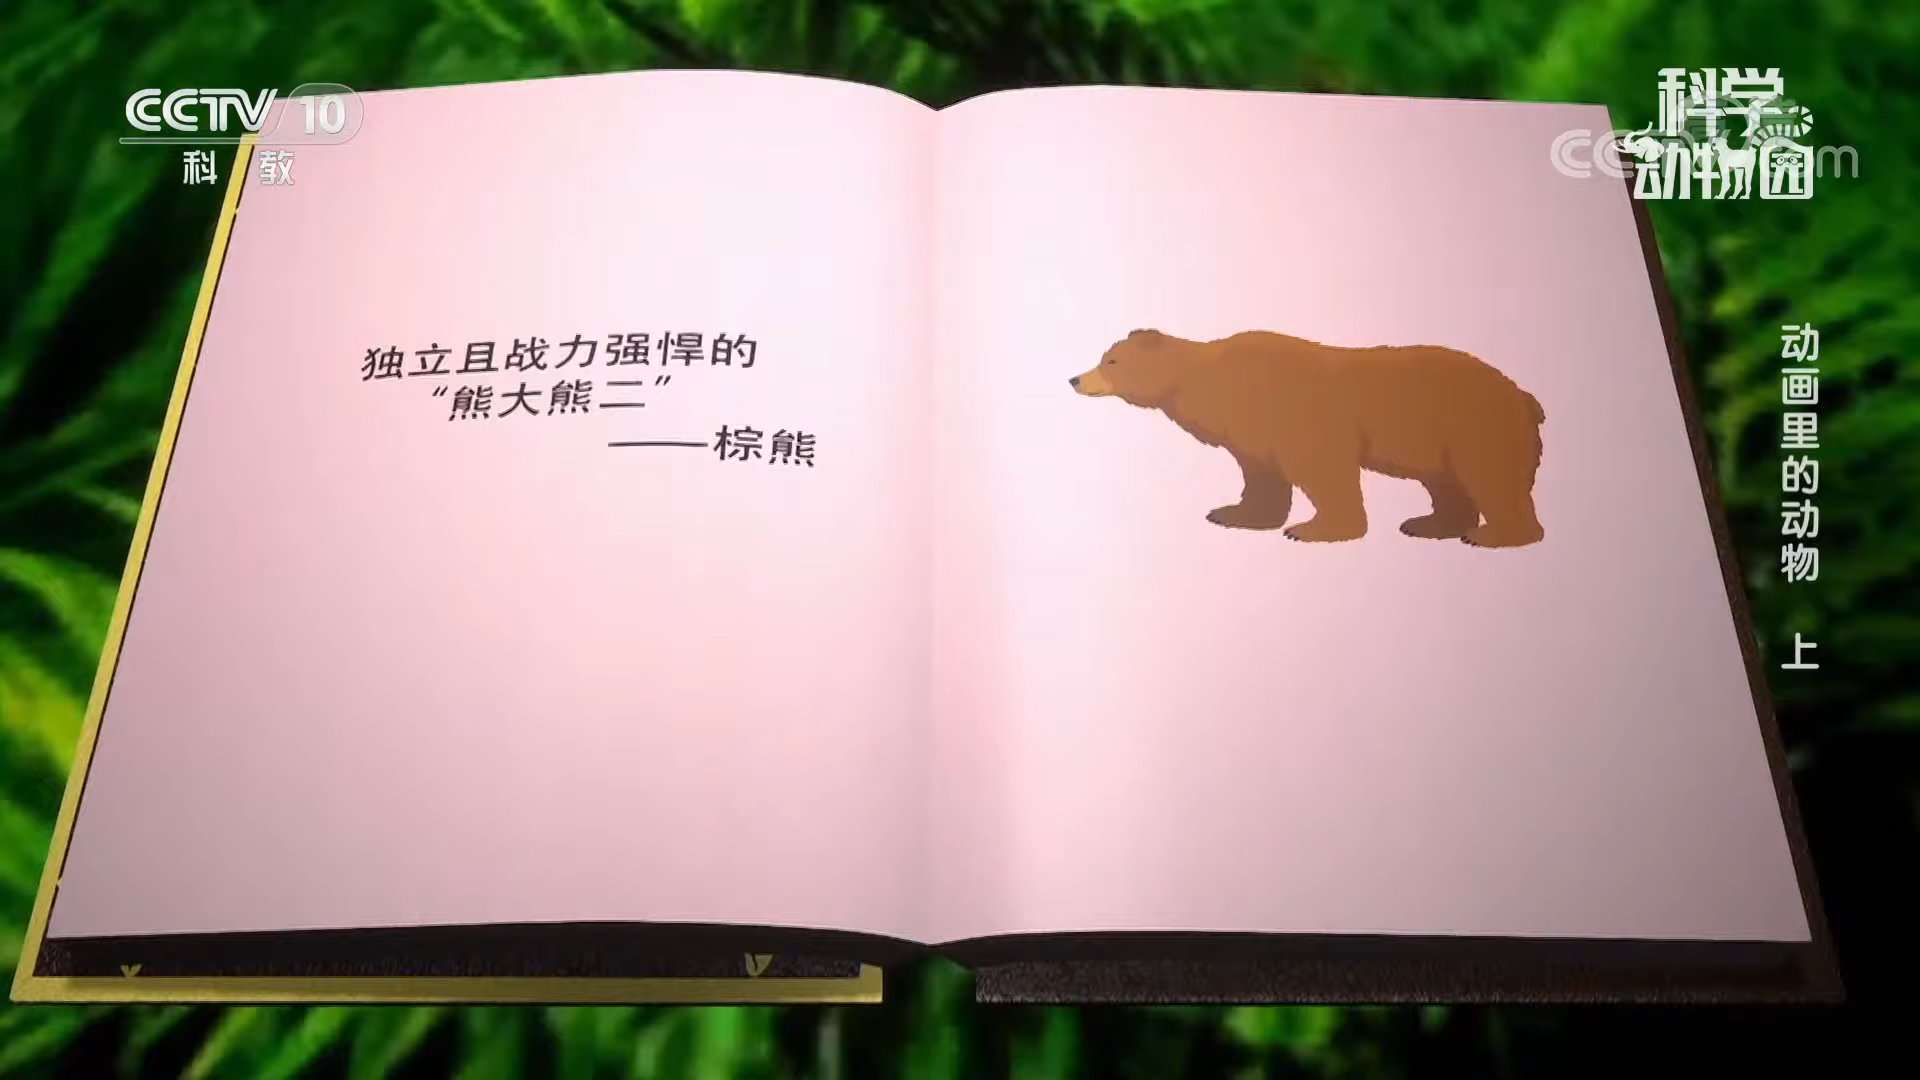 CCTV 10
科教
科学
动物园
独立且战力强悍的
“熊大熊二”
——棕熊
动画里的动物 上